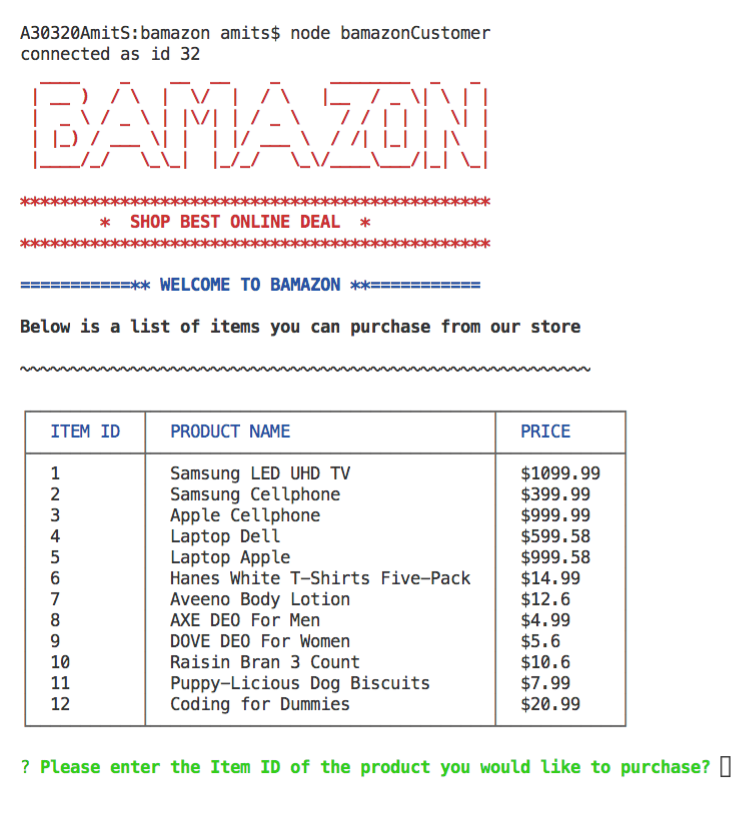 A30320AmitS:bamazon amits$ node bamazonCustomer
connected as id 32
BAMAZON
***********************************************
* SHOP BEST ONLINE DEAL *
***********************************************
===========** WELCOME TO BAMAZON **===========
Below is a list of items you can purchase from our store
~~~~~~~~~~~~~~~~~~~~~~~~~~~~~~~~~~~~~~~~~~~~~~~~~~~~~~~~~
ITEM ID PRODUCT NAME PRICE
1 Samsung LED UHD TV $1099.99
2 Samsung Cellphone $399.99
3 Apple Cellphone $999.99
4 Laptop Dell $599.58
5 Laptop Apple $999.58
6 Hanes White T-Shirts Five-Pack $14.99
7 Aveeno Body Lotion $12.6
8 AXE DEO For Men $4.99
9 DOVE DEO For Women $5.6
10 Raisin Bran 3 Count $10.6
11 Puppy-Licious Dog Biscuits $7.99
12 Coding for Dummies $20.99
? Please enter the Item ID of the product you would like to purchase?